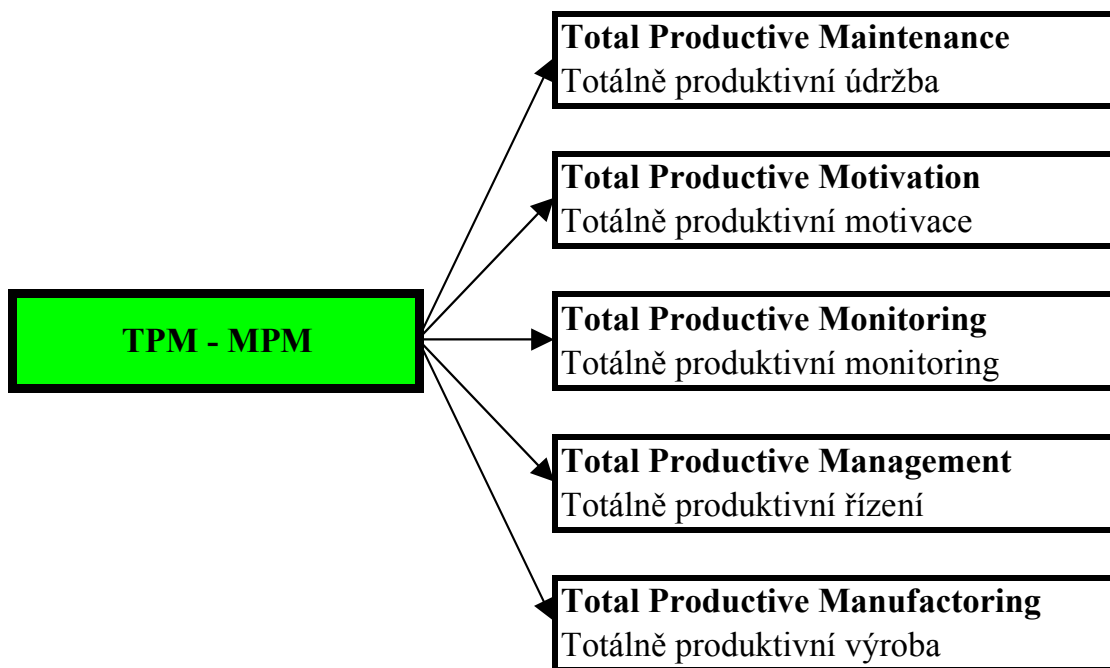 Total Productive Maintenance
Totálně produktivní údržba
Total Productive Motivation
Totálně produktivní motivace
TPM - MPM
Total Productive Monitoring
Totálně produktivní monitoring
Total Productive Management
Totálně produktivní řízení
Total Productive Manufactoring
Totálně produktivní výroba